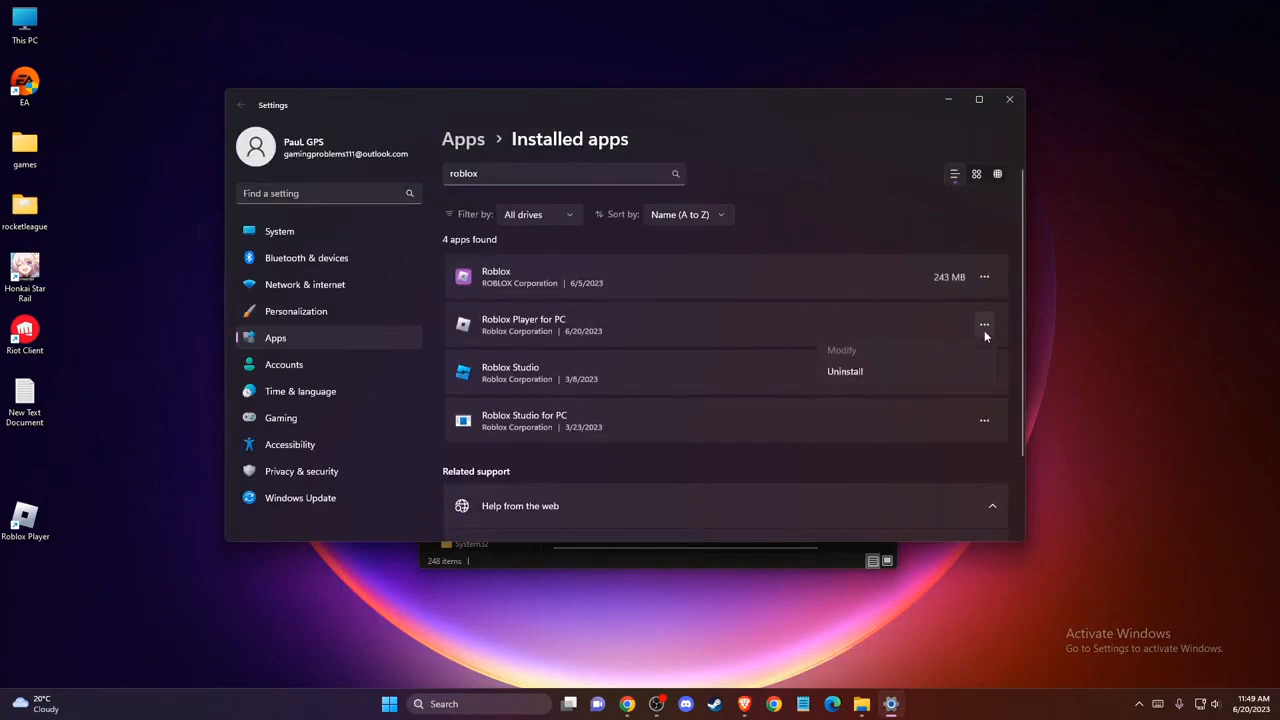 This PC
EA
games
rocketleague
Honkai Star
Rail
Riot Client
New Text
Document
Roblox Player
Settings
PauL GPS
gamingproblems111@outlook.com
Find a setting
System
Bluetooth & devices
Network & internet
Personalization
Apps
Accounts
Time & language
Gaming
Accessibility
Privacy & security
Windows Update
Apps > Installed apps
roblox
Filter by: All drives Sort by: Name (A to Z)
4 apps found
Roblox
ROBLOX Corporation | 6/5/2023
243 MB
Roblox Player for PC
Roblox Corporation | 6/20/2023
Modify
Uninstall
Roblox Studio
Roblox Corporation | 3/8/2023
Roblox Studio for PC
Roblox Corporation | 3/23/2023
Related support
Help from the web
System32
248 items
Activate Windows
Go to Settings to activate Windows.
20°C
Cloudy
Search
11:49 AM
6/20/2023